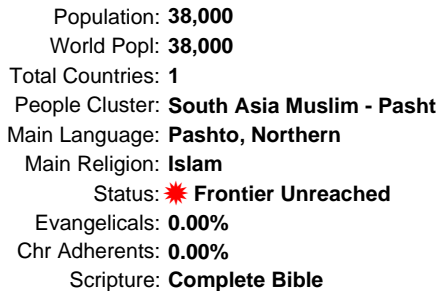 Population: 38,000
World Popl: 38,000
Total Countries: 1
People Cluster: South Asia Muslim - Pasht
Main Language: Pashto, Northern
Main Religion: Islam
Status: Frontier Unreached
Evangelicals: 0.00%
Chr Adherents: 0.00%
Scripture: Complete Bible